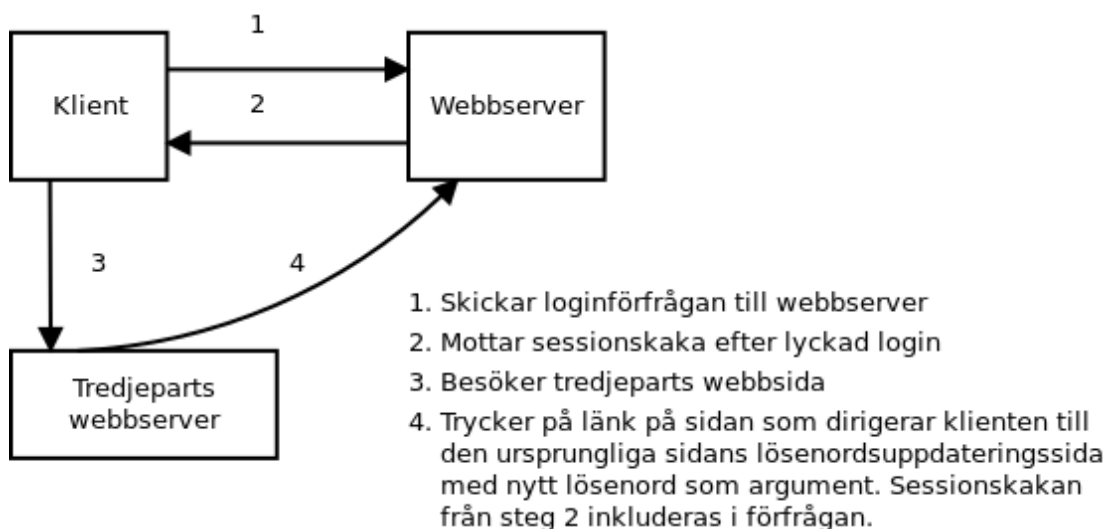 1
Klient
Webbserver
2
3
4
Tredjeparts
webbserver
1. Skickar loginförfrågan till webbserver
2. Mottar sessionskaka efter lyckad login
3. Besöker tredjeparts webbsida
4. Trycker på länk på sidan som dirigerar klienten till
den ursprungliga sidans lösenordsuppdateringssida
med nytt lösenord som argument. Sessionskakan
från steg 2 inkluderas i förfrågan.